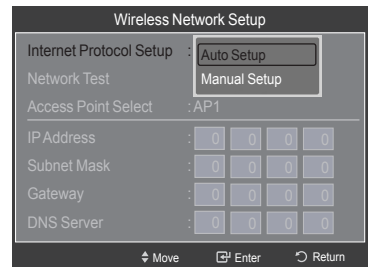 Wireless Network Setup
Internet Protocol Setup : Auto Setup
Manual Setup
Network Test
Access Point Select : AP1
IP Address : 0 0 0 0
Subnet Mask : 0 0 0 0
Gateway : 0 0 0 0
DNS Server : 0 0 0 0
Move Enter Return